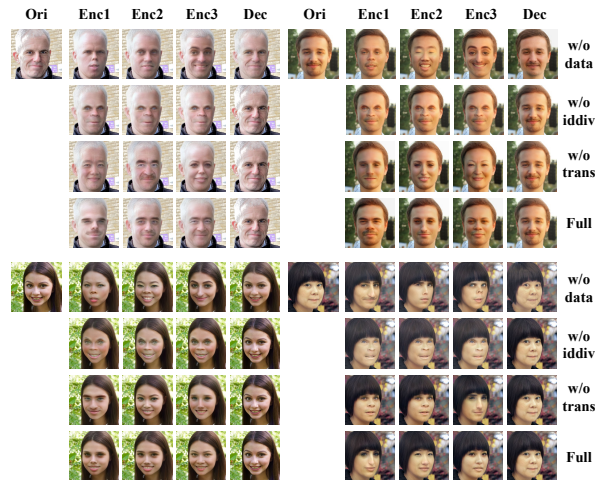 Ori Enc1 Enc2 Enc3 Dec Ori Enc1 Enc2 Enc3 Dec
w/o
data
w/o
iddiv
w/o
trans
Full
w/o
data
w/o
iddiv
w/o
trans
Full